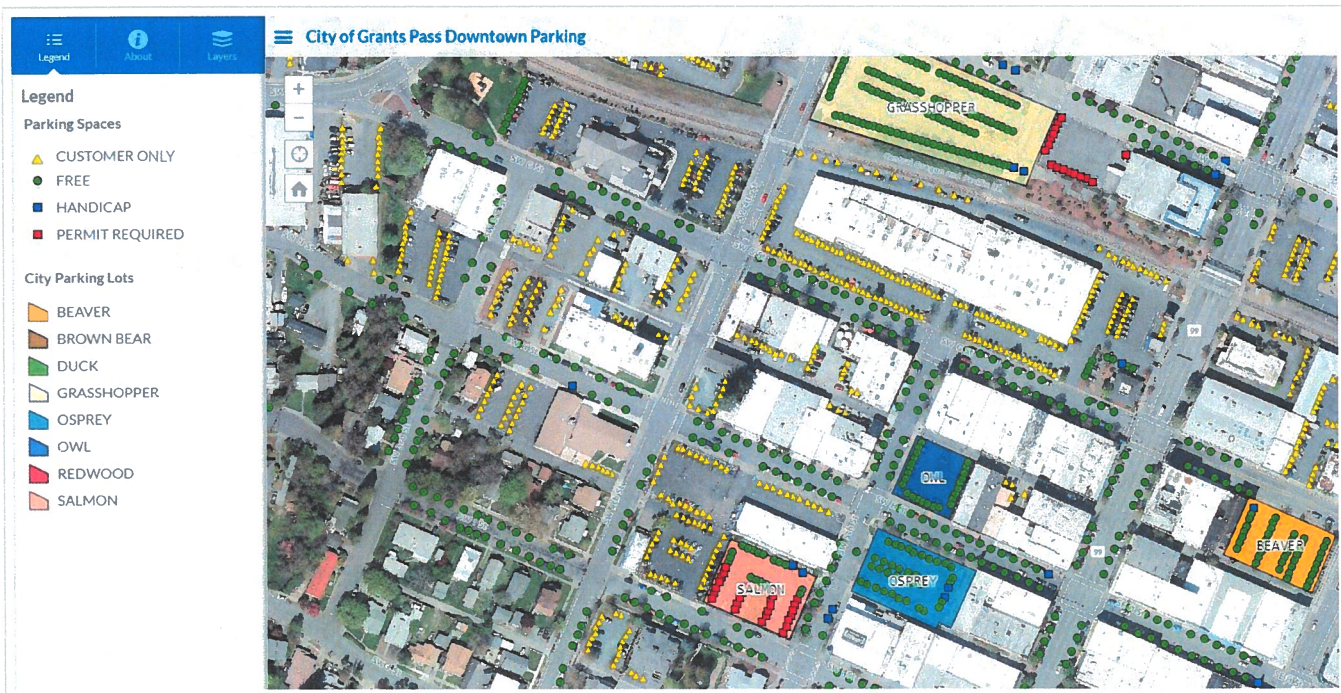 Legend
About
Layers
City of Grants Pass Downtown Parking
Legend
Parking Spaces
CUSTOMER ONLY
FREE
HANDICAP
PERMIT REQUIRED
City Parking Lots
BEAVER
BROWN BEAR
DUCK
GRASSHOPPER
OSPREY
OWL
REDWOOD
SALMON
+
−
GRASSHOPPER
99
OWL
99
BEAVER
OSPREY
SALMON